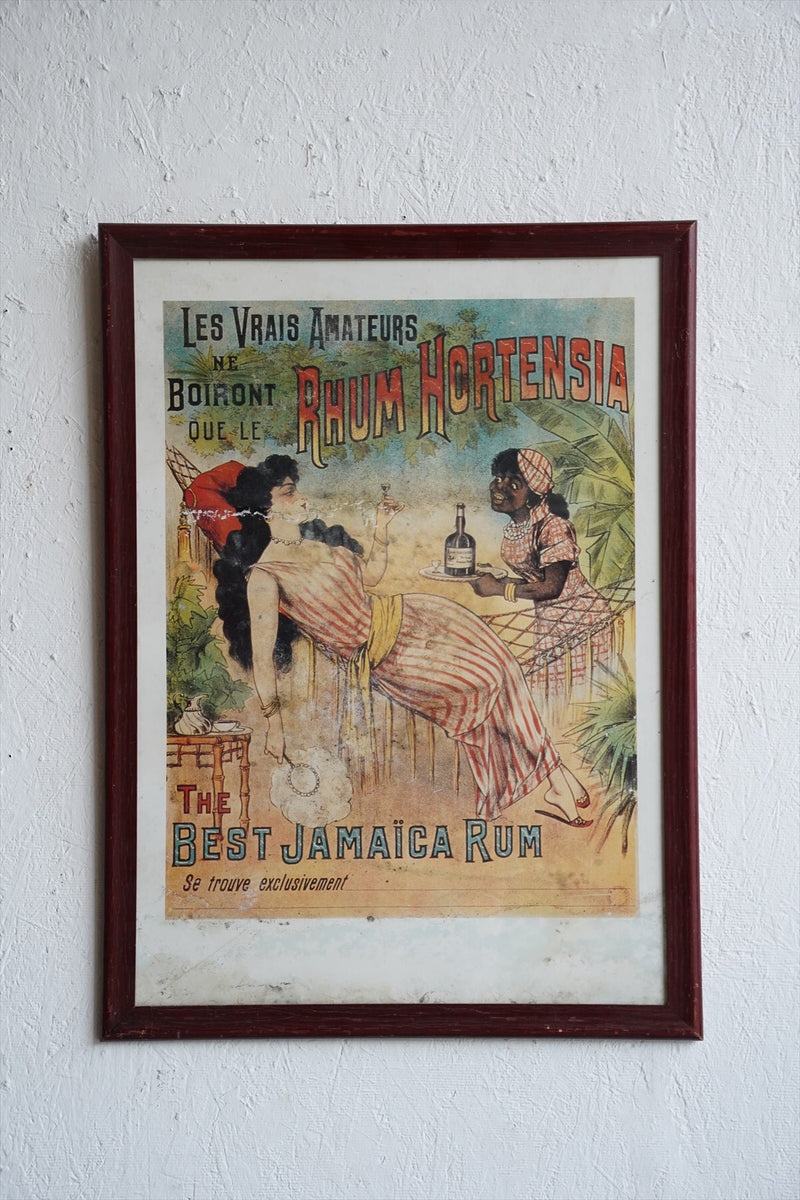 LES VRAIS AMATEURS
NE
BOIRONT
QUE LE
RHUM HORTENSIA
THE
BEST JAMAÏCA RUM
Se trouve exclusivement